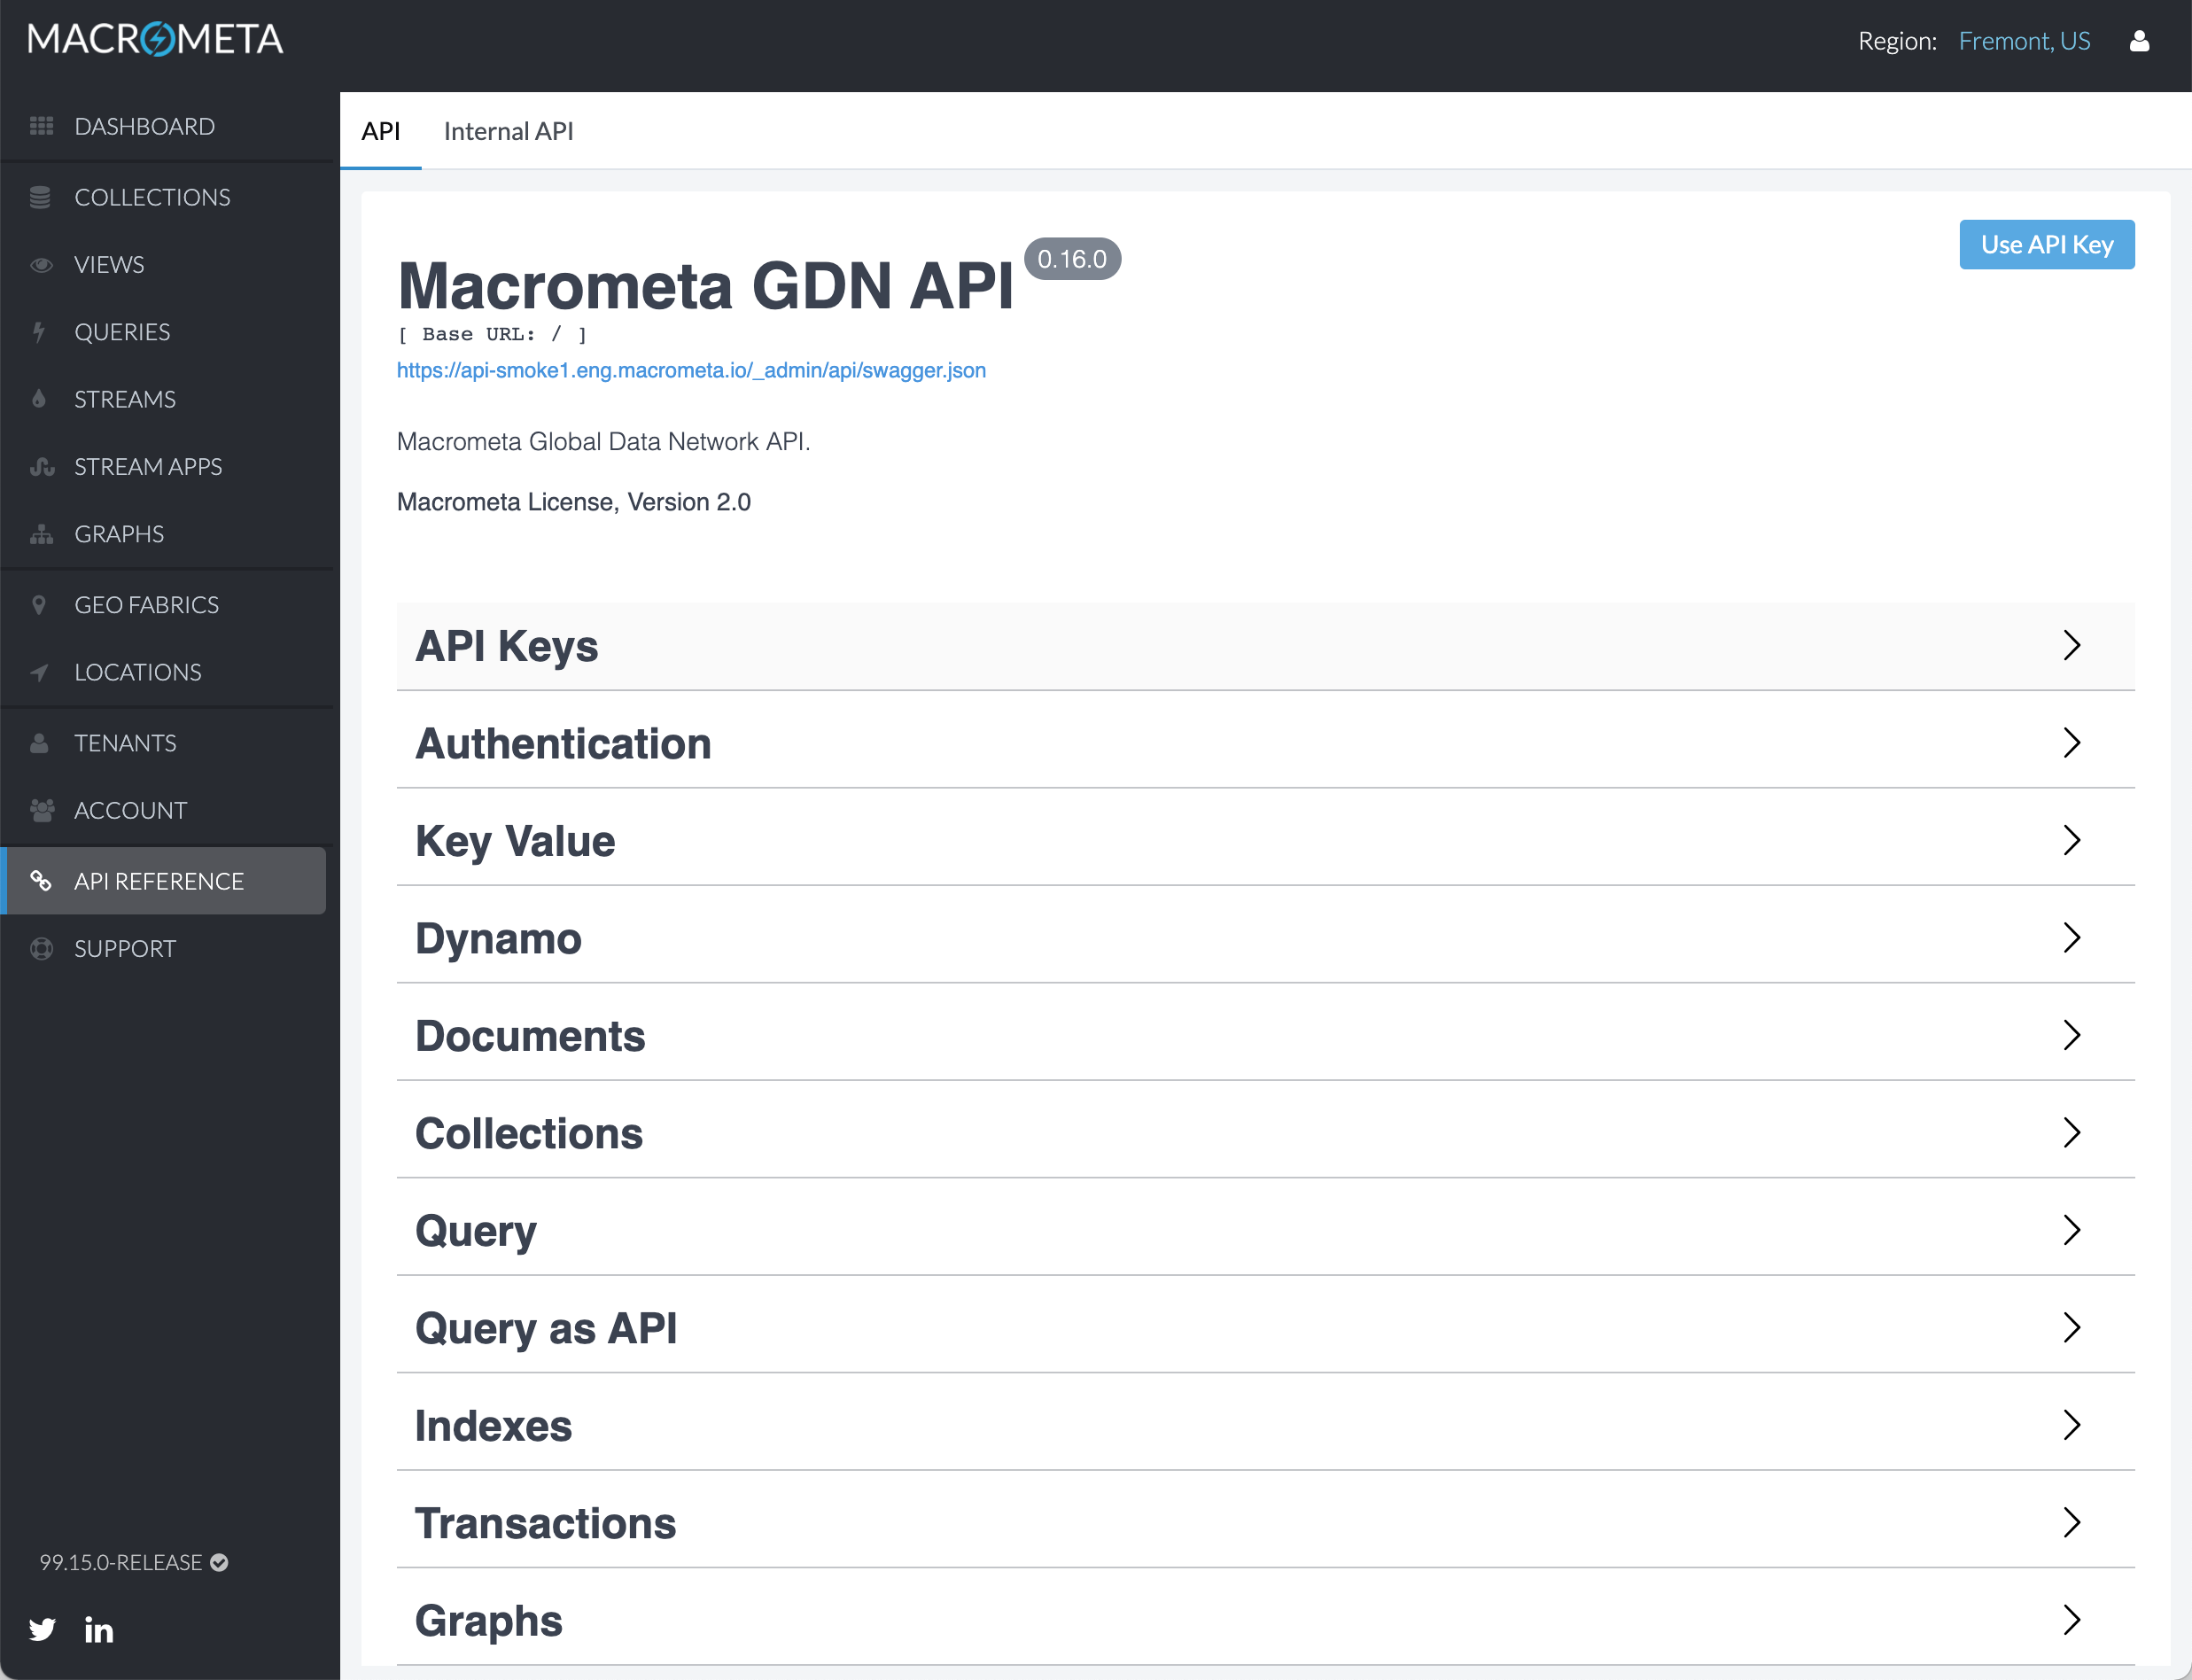 MACROMETA
Region: Fremont, US
DASHBOARD
COLLECTIONS
VIEWS
QUERIES
STREAMS
STREAM APPS
GRAPHS
GEO FABRICS
LOCATIONS
TENANTS
ACCOUNT
API REFERENCE
SUPPORT
99.15.0-RELEASE
in
API Internal API
Use API Key
Macrometa GDN API 0.16.0
[ Base URL: / ]
https://api-smoke1.eng.macrometa.io/_admin/api/swagger.json
Macrometa Global Data Network API.
Macrometa License, Version 2.0
API Keys
Authentication
Key Value
Dynamo
Documents
Collections
Query
Query as API
Indexes
Transactions
Graphs